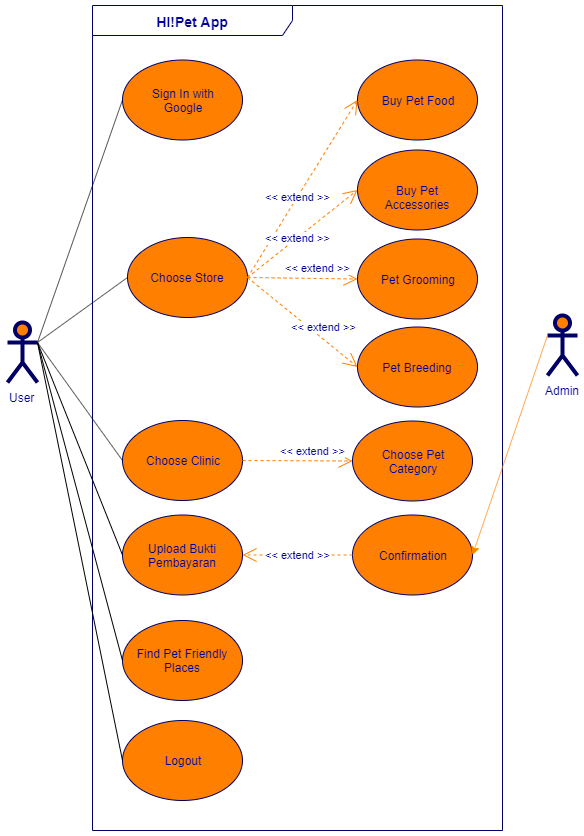 HI!Pet App
Sign In with
Google
Buy Pet Food
<< extend >>
Buy Pet
Accessories
<< extend >>
Choose Store
<< extend >>
Pet Grooming
<< extend >>
Pet Breeding
User
Admin
Choose Clinic
<< extend >>
Choose Pet
Category
Upload Bukti
Pembayaran
<< extend >>
Confirmation
Find Pet Friendly
Places
Logout